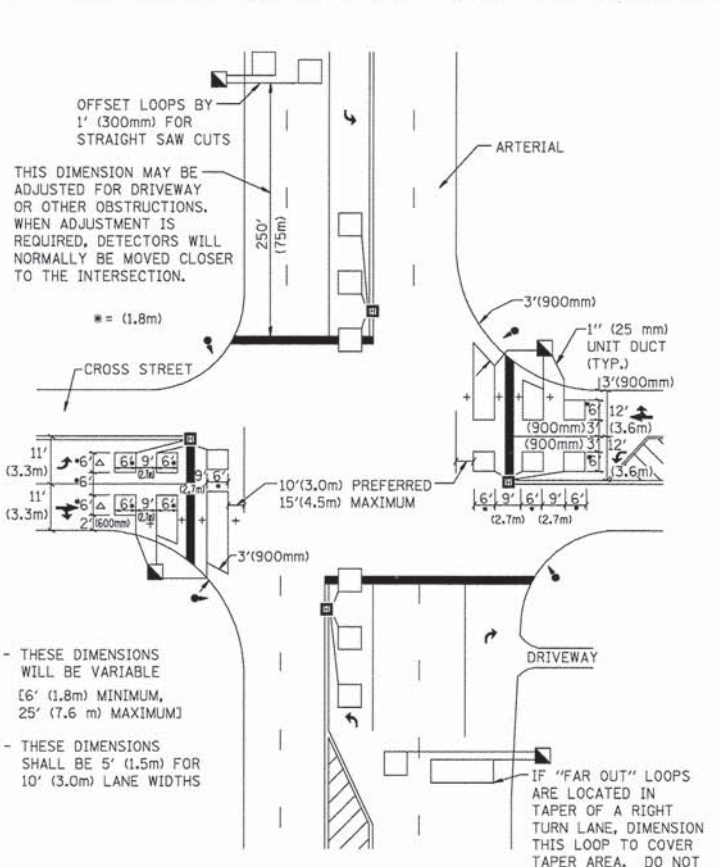 OFFSET LOOPS BY
1' (300mm) FOR
STRAIGHT SAW CUTS
ARTERIAL
THIS DIMENSION MAY BE
ADJUSTED FOR DRIVEWAY
OR OTHER OBSTRUCTIONS.
WHEN ADJUSTMENT IS
REQUIRED, DETECTORS WILL
NORMALLY BE MOVED CLOSER
TO THE INTERSECTION.
250'
(75m)
* = (1.8m)
3'(900mm)
1" (25 mm)
UNIT DUCT
(TYP.)
CROSS STREET
3'(900mm)
6' 12'
(900mm) 3' (3.6m)
(900mm) 3' 12'
6' (3.6m)
11'
(3.3m)
*6' 6' 9' 6'
(2.7m)
*6'
9' 6'
(2.7m)
11'
(3.3m)
*6' 6' 9' 6'
(2.7m)
2' (600mm)
10'(3.0m) PREFERRED
15'(4.5m) MAXIMUM
6' 9' 6' 9' 6'
(2.7m) (2.7m)
3'(900mm)
- THESE DIMENSIONS
WILL BE VARIABLE
[6' (1.8m) MINIMUM,
25' (7.6 m) MAXIMUM]
DRIVEWAY
- THESE DIMENSIONS
SHALL BE 5' (1.5m) FOR
10' (3.0m) LANE WIDTHS
IF "FAR OUT" LOOPS
ARE LOCATED IN
TAPER OF A RIGHT
TURN LANE, DIMENSION
THIS LOOP TO COVER
TAPER AREA. DO NOT